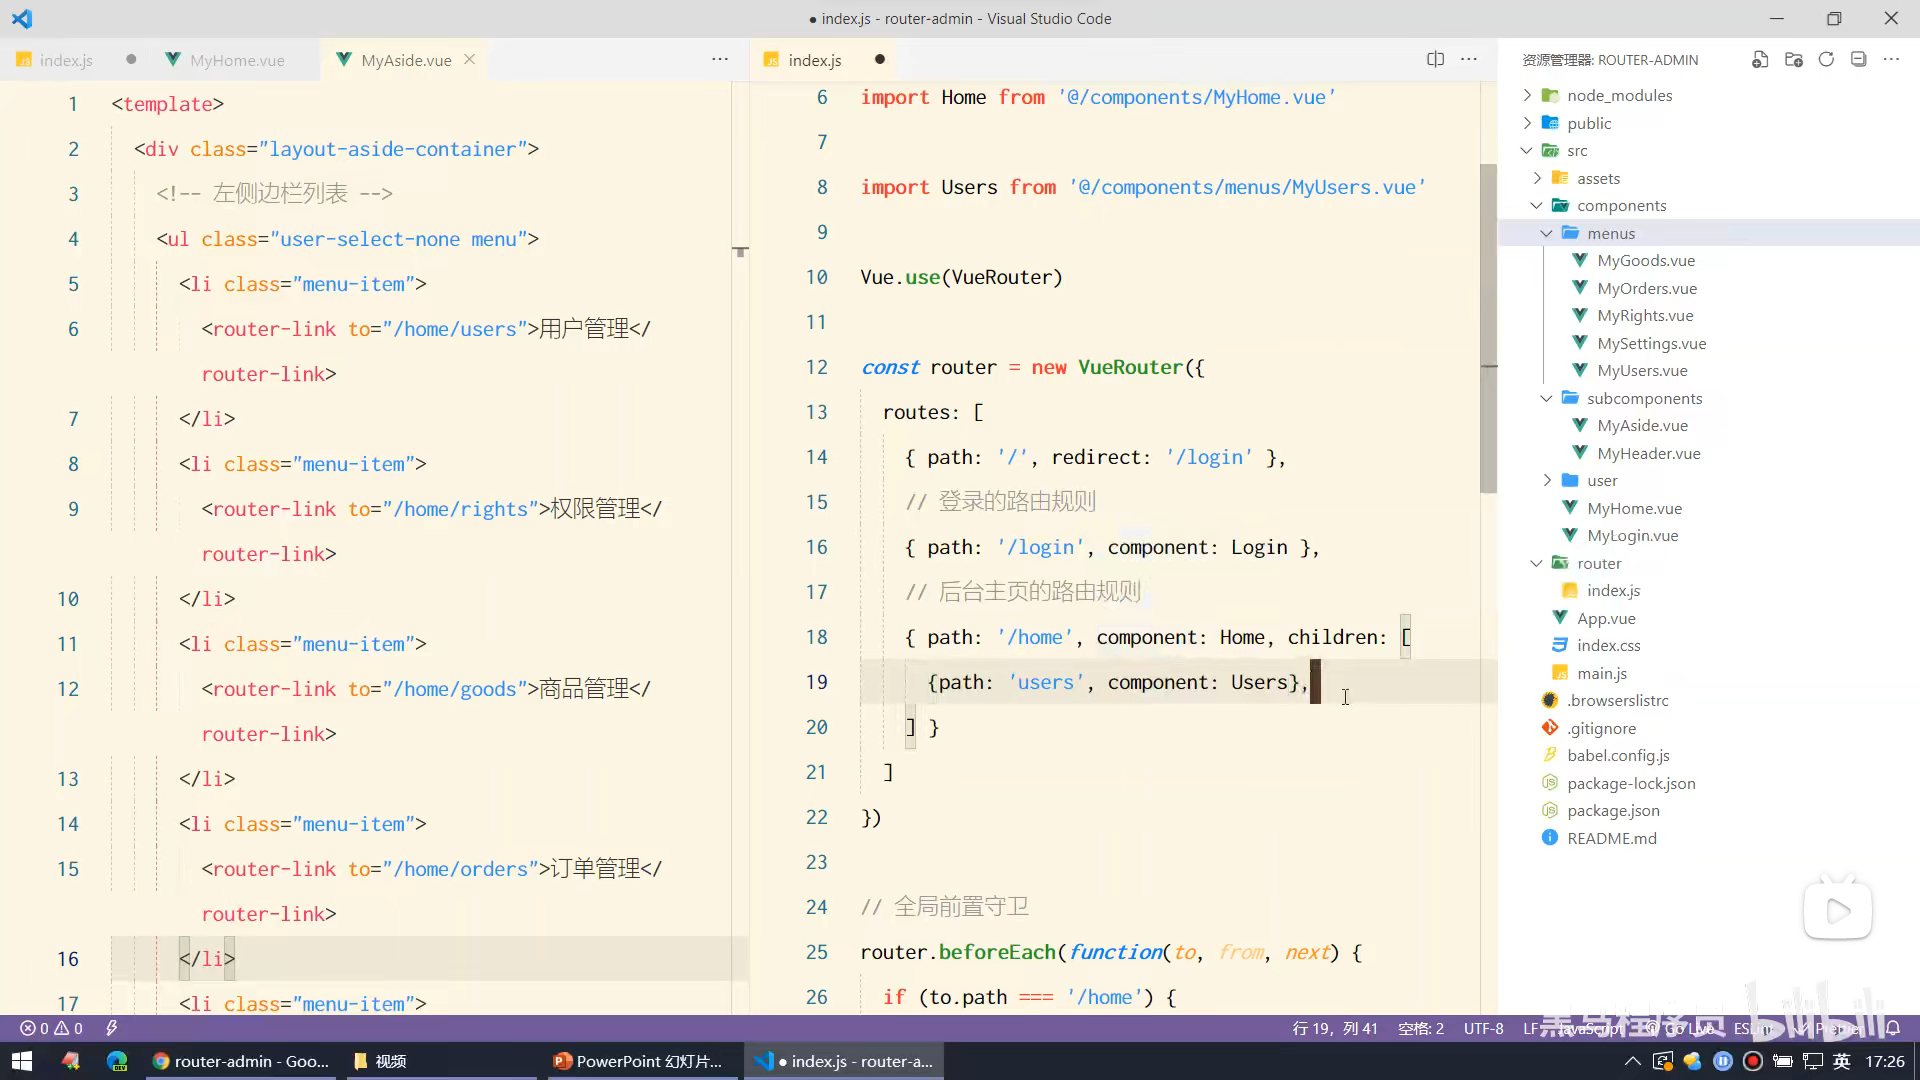 ● index.js - router-admin - Visual Studio Code
index.js
MyHome.vue
MyAside.vue
1 <template>
2 <div class="layout-aside-container">
3 <!-- 左侧边栏列表 -->
4 <ul class="user-select-none menu">
5 <li class="menu-item">
6 <router-link to="/home/users">用户管理</
router-link>
7 </li>
8 <li class="menu-item">
9 <router-link to="/home/rights">权限管理</
router-link>
10 </li>
11 <li class="menu-item">
12 <router-link to="/home/goods">商品管理</
router-link>
13 </li>
14 <li class="menu-item">
15 <router-link to="/home/orders">订单管理</
router-link>
16 </li>
17 <li class="menu-item">
index.js
6 import Home from '@/components/MyHome.vue'
7
8 import Users from '@/components/menus/MyUsers.vue'
9
10 Vue.use(VueRouter)
11
12 const router = new VueRouter({
13 routes: [
14 { path: '/', redirect: '/login' },
15 // 登录的路由规则
16 { path: '/login', component: Login },
17 // 后台主页的路由规则
18 { path: '/home', component: Home, children: [
19 {path: 'users', component: Users},
20 ] }
21 ]
22 })
23
24 // 全局前置守卫
25 router.beforeEach(function(to, from, next) {
26 if (to.path === '/home') {
资源管理器: ROUTER-ADMIN
node_modules
public
src
assets
components
menus
MyGoods.vue
MyOrders.vue
MyRights.vue
MySettings.vue
MyUsers.vue
subcomponents
MyAside.vue
MyHeader.vue
user
MyHome.vue
MyLogin.vue
router
index.js
App.vue
index.css
main.js
.browserslistrc
.gitignore
babel.config.js
package-lock.json
package.json
README.md
0 0
行 19，列 41
空格: 2
UTF-8
LF
JavaScript
Go Live
ESLint
Prettier
黑马程序员
bilibili
router-admin - Goo...
视频
PowerPoint 幻灯片...
● index.js - router-a...
英
17:26